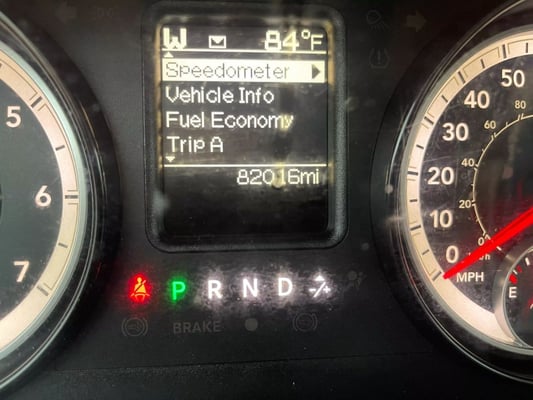 W 84°F
Speedometer
Vehicle Info
Fuel Economy
Trip A
82016mi
5
6
7
50
40
30
20
10
0
MPH
80
60
40
20
0
E
P R N D -/+
BRAKE